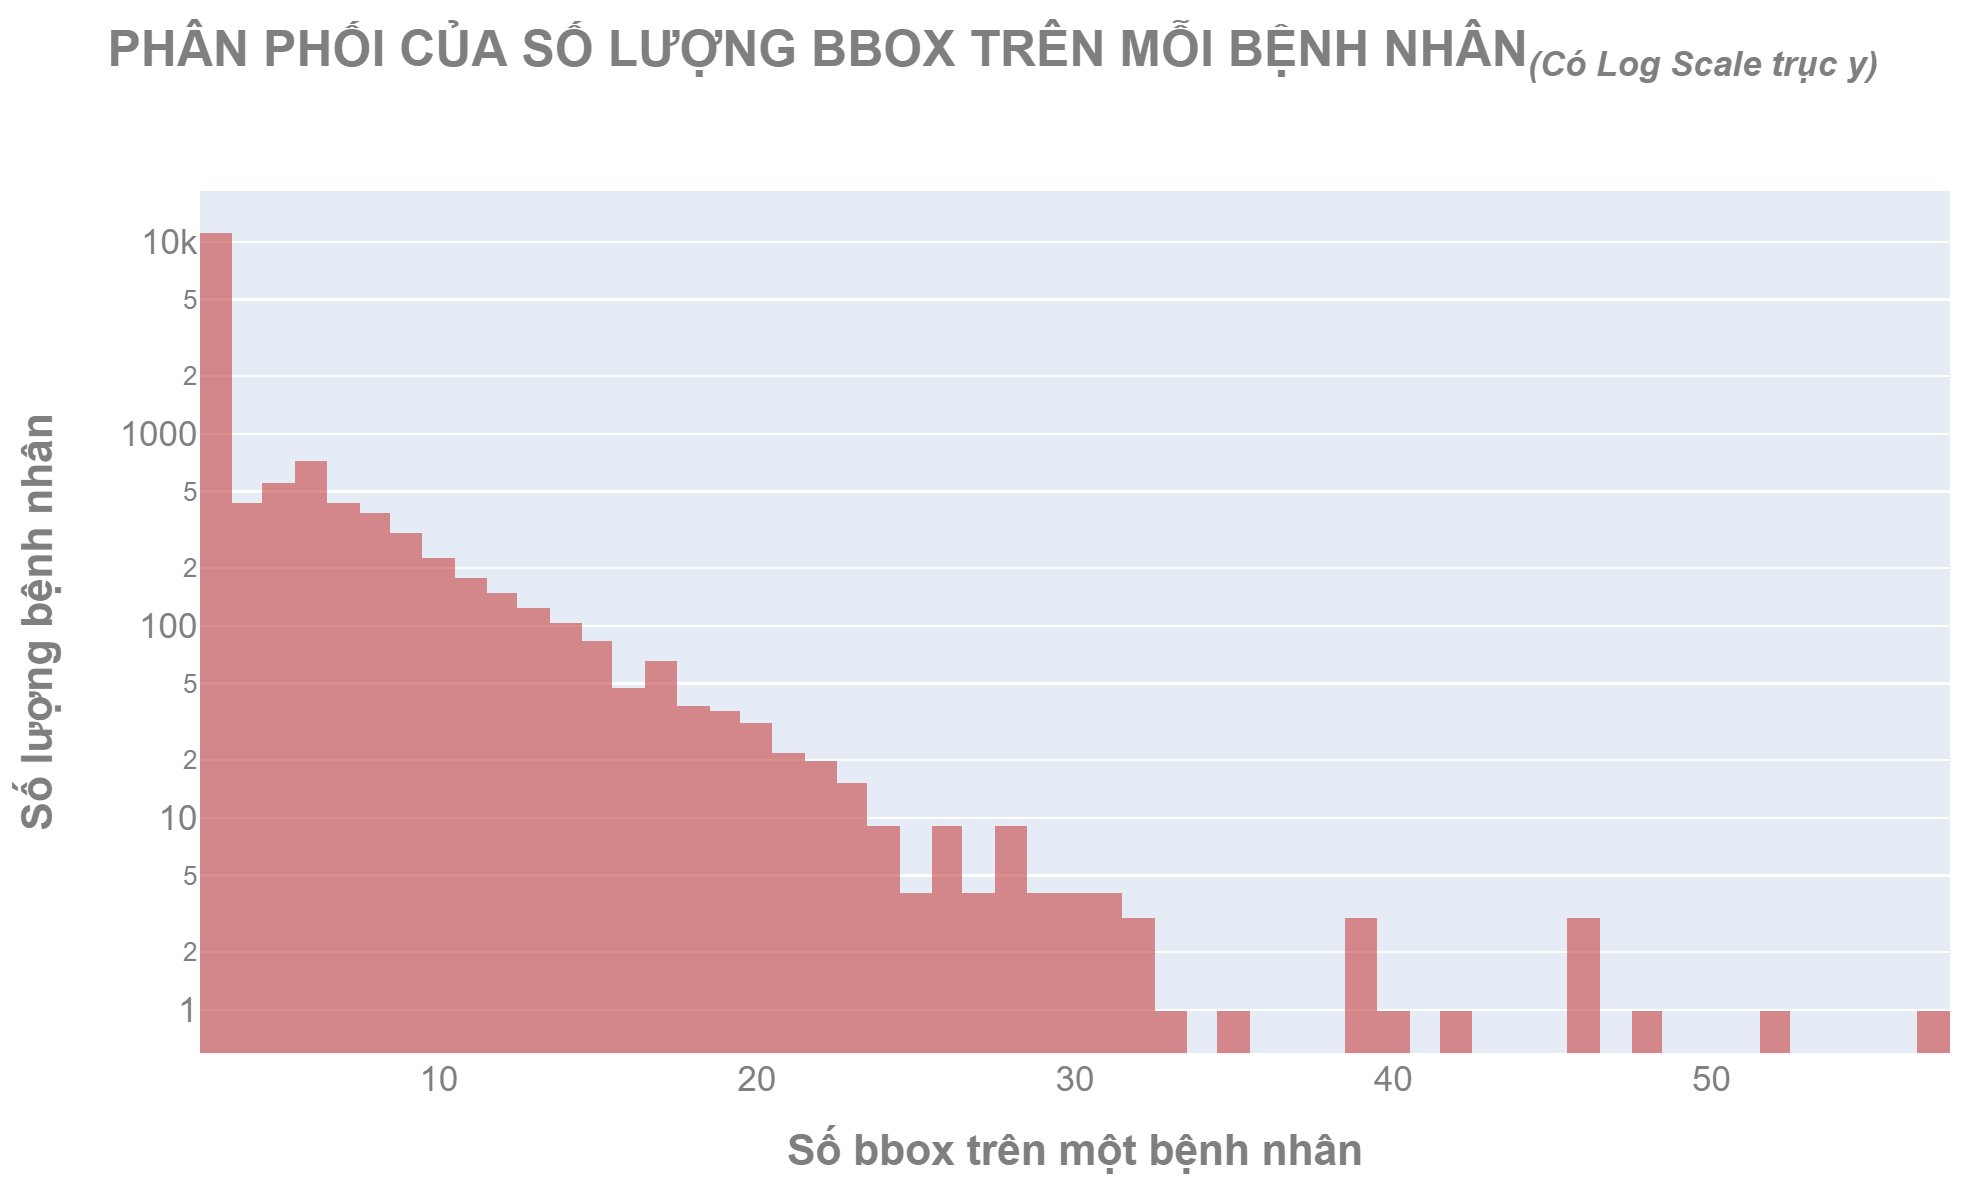 PHÂN PHỐI CỦA SỐ LƯỢNG BBOX TRÊN MỖI BỆNH NHÂN(Có Log Scale trục y)
10k
5
2
1000
5
2
100
5
2
10
5
2
1
Số lượng bệnh nhân
10 20 30 40 50
Số bbox trên một bệnh nhân